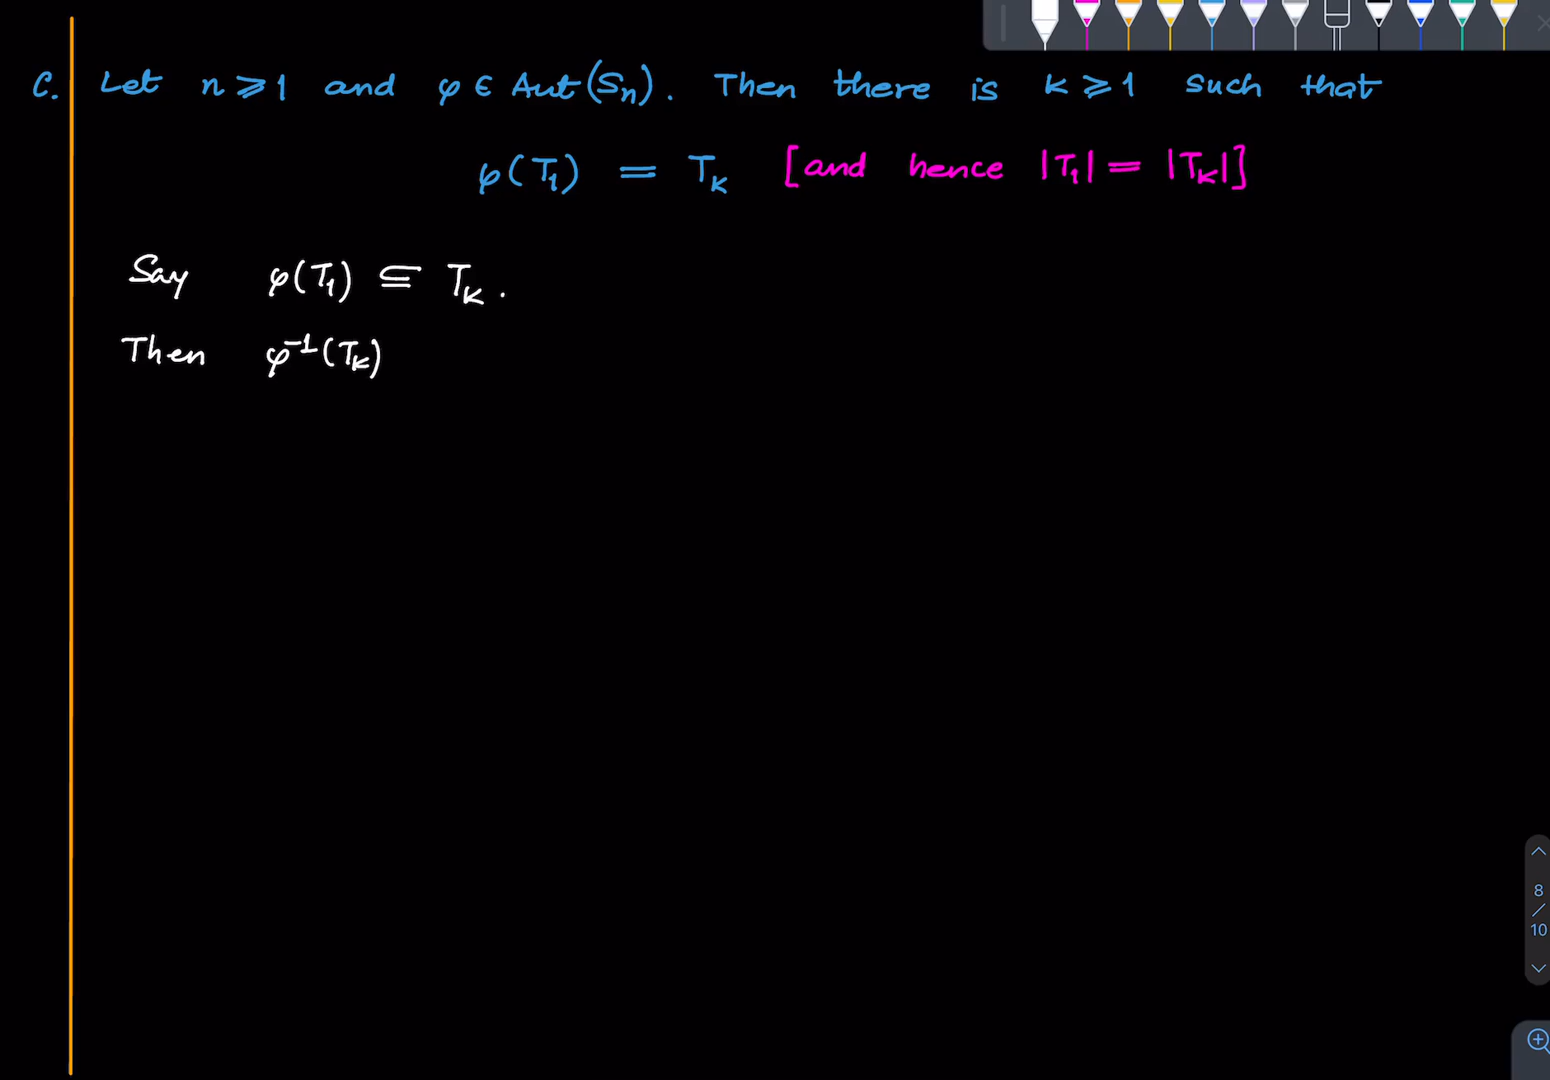 C. Let n ⩾ 1 and φ ∈ Aut(Sₙ). Then there is k ⩾ 1 such that
φ(T₁) = Tₖ [and hence |T₁| = |Tₖ|]
Say φ(T₁) ⊆ Tₖ.
Then φ⁻¹(Tₖ)
8
/
10